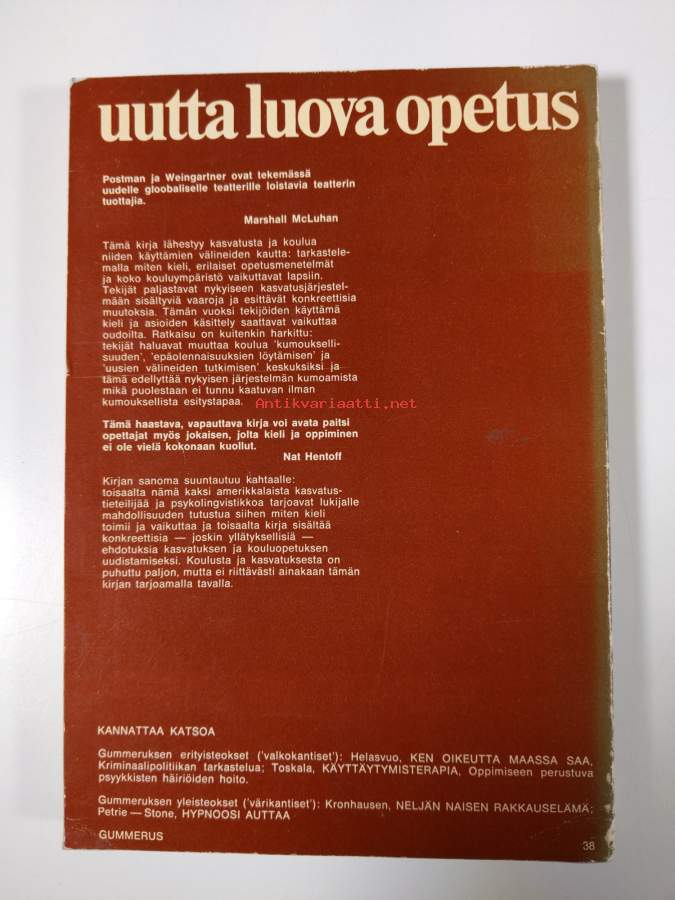 uutta luova opetus
Postman ja Weingartner ovat tekemässä
uudelle gloobaliselle teatterille loistavia teatterin
tuottajia.
Marshall McLuhan
Tämä kirja lähestyy kasvatusta ja koulua
niiden käyttämien välineiden kautta: tarkastele-
malla miten kieli, erilaiset opetusmenetelmät
ja koko kouluympäristö vaikuttavat lapsiin.
Tekijät paljastavat nykyiseen kasvatusjärjestel-
mään sisältyviä vaaroja ja esittävät konkreettisia
muutoksia. Tämän vuoksi tekijöiden käyttämä
kieli ja asioiden käsittely saattavat vaikuttaa
oudoilta. Ratkaisu on kuitenkin harkittu:
tekijät haluavat muuttaa koulua 'kumoukselli-
suuden', 'epäolennaisuuksien löytämisen' ja
'uusien välineiden tutkimisen' keskuksiksi ja
tämä edellyttää nykyisen järjestelmän kumoamista
mikä puolestaan ei tunnu kaatuvan ilman
kumouksellista esitystapaa.
Antikvariaatti.net
Tämä haastava, vapauttava kirja voi avata paitsi
opettajat myös jokaisen, jolta kieli ja oppiminen
ei ole vielä kokonaan kuollut.
Nat Hentoff
Kirjan sanoma suuntautuu kahtaalle:
toisaalta nämä kaksi amerikkalaista kasvatus-
tieteilijää ja psykolingvistikkoa tarjoavat lukijalle
mahdollisuuden tutustua siihen miten kieli
toimii ja vaikuttaa ja toisaalta kirja sisältää
konkreettisia — joskin yllätyksellisiä —
ehdotuksia kasvatuksen ja kouluopetuksen
uudistamiseksi. Koulusta ja kasvatuksesta on
puhuttu paljon, mutta ei riittävästi ainakaan tämän
kirjan tarjoamalla tavalla.
KANNATTAA KATSOA
Gummeruksen erityisteokset ('valkokantiset'): Helasvuo, KEN OIKEUTTA MAASSA SAA,
Kriminaalipolitiikan tarkastelua; Toskala, KÄYTTÄYTYMISTERAPIA, Oppimiseen perustuva
psyykkisten häiriöiden hoito.
Gummeruksen yleisteokset ('värikantiset'): Kronhausen, NELJÄN NAISEN RAKKAUSELÄMÄ;
Petrie — Stone, HYPNOOSI AUTTAA
GUMMERUS
38